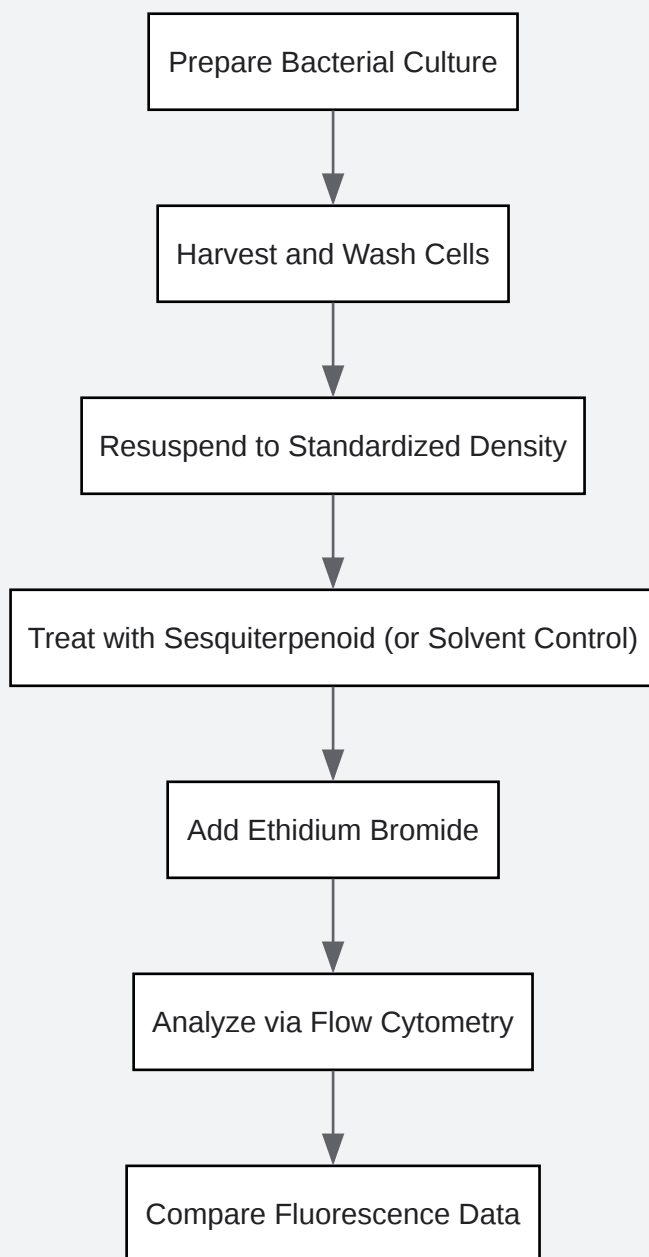 Prepare Bacterial Culture
Harvest and Wash Cells
Resuspend to Standardized Density
Treat with Sesquiterpenoid (or Solvent Control)
Add Ethidium Bromide
Analyze via Flow Cytometry
Compare Fluorescence Data